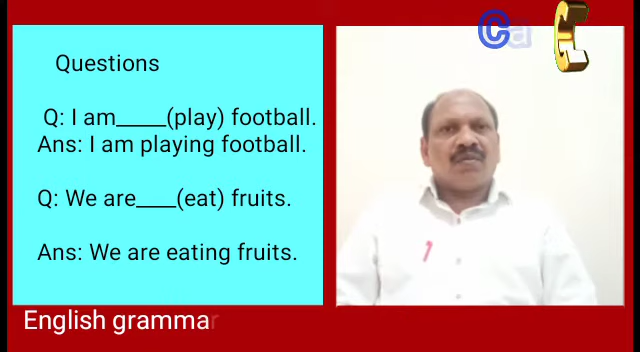 Ca
Questions
Q: I am_____(play) football.
Ans: I am playing football.
Q: We are____(eat) fruits.
Ans: We are eating fruits.
English grammar